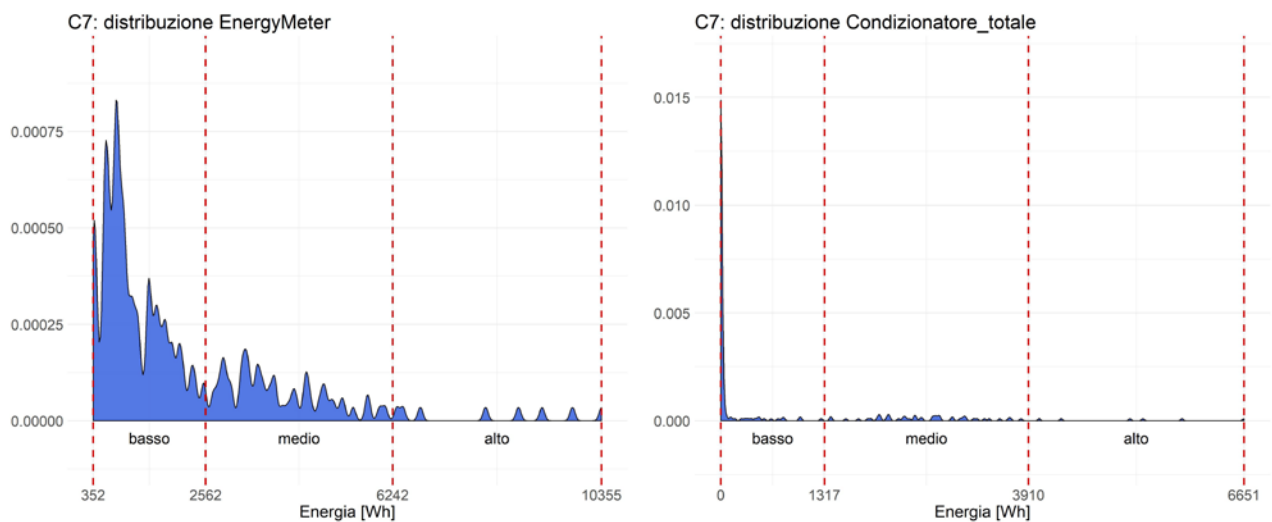 C7: distribuzione EnergyMeter
0.00075
0.00050
0.00025
0.00000
basso medio alto
352 2562 6242 10355
Energia [Wh]
C7: distribuzione Condizionatore_totale
0.015
0.010
0.005
0.000
basso medio alto
0 1317 3910 6651
Energia [Wh]